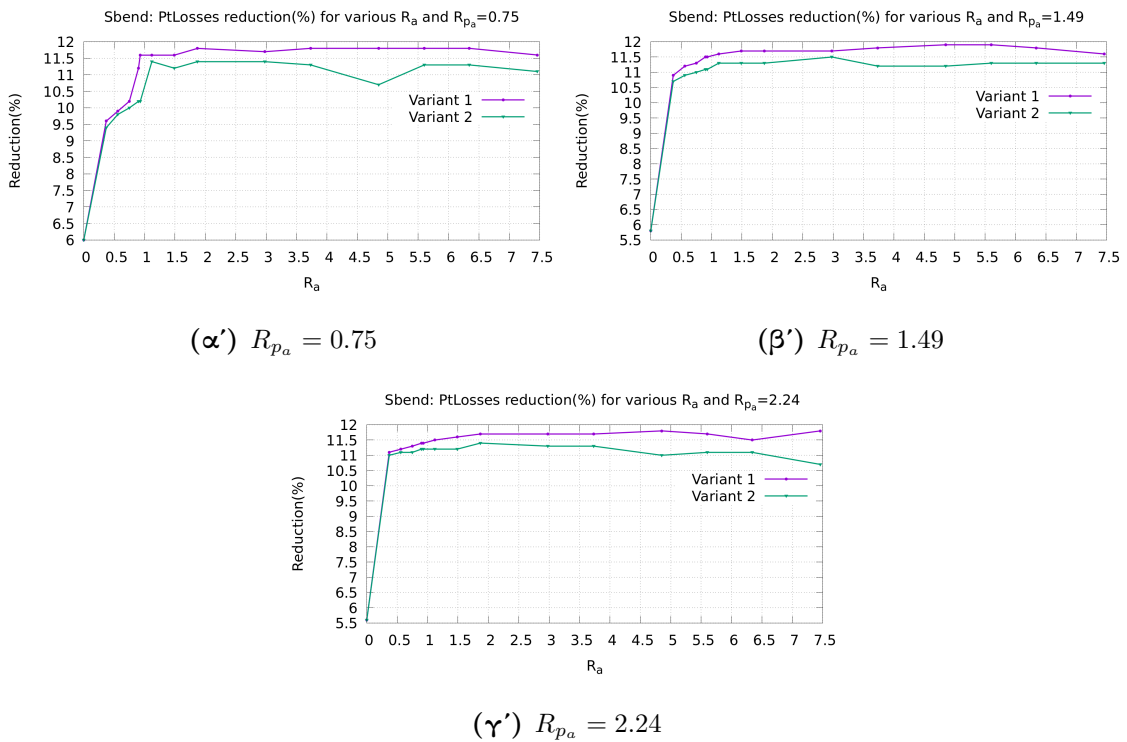 Sbend: PtLosses reduction(%) for various Ra and Rpa=0.75
12
11.5
11
10.5
10
9.5
9
8.5
8
7.5
7
6.5
6
Reduction(%)
Variant 1
Variant 2
0 0.5 1 1.5 2 2.5 3 3.5 4 4.5 5 5.5 6 6.5 7 7.5
Ra
(α') Rpa = 0.75
Sbend: PtLosses reduction(%) for various Ra and Rpa=1.49
12
11.5
11
10.5
10
9.5
9
8.5
8
7.5
7
6.5
6
5.5
Reduction(%)
Variant 1
Variant 2
0 0.5 1 1.5 2 2.5 3 3.5 4 4.5 5 5.5 6 6.5 7 7.5
Ra
(β') Rpa = 1.49
Sbend: PtLosses reduction(%) for various Ra and Rpa=2.24
12
11.5
11
10.5
10
9.5
9
8.5
8
7.5
7
6.5
6
5.5
Reduction(%)
Variant 1
Variant 2
0 0.5 1 1.5 2 2.5 3 3.5 4 4.5 5 5.5 6 6.5 7 7.5
Ra
(γ') Rpa = 2.24